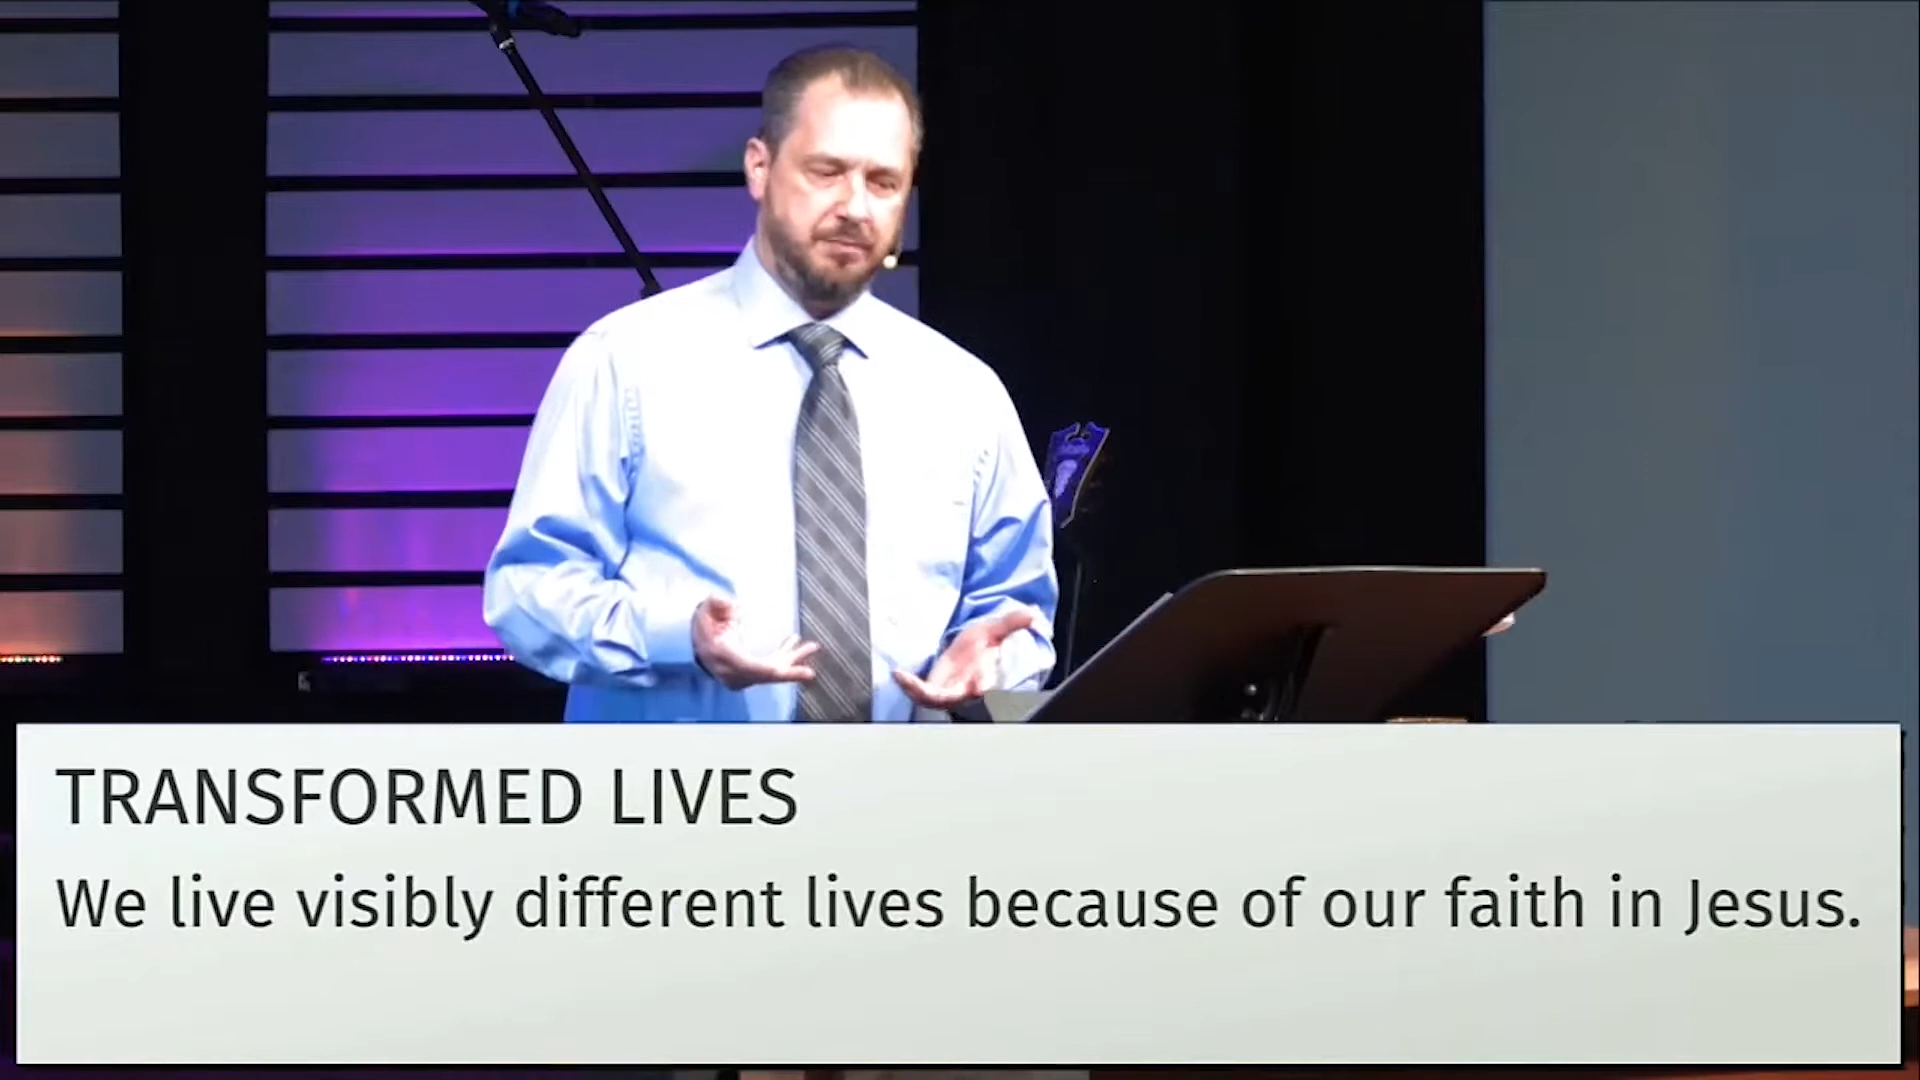 TRANSFORMED LIVES
We live visibly different lives because of our faith in Jesus.